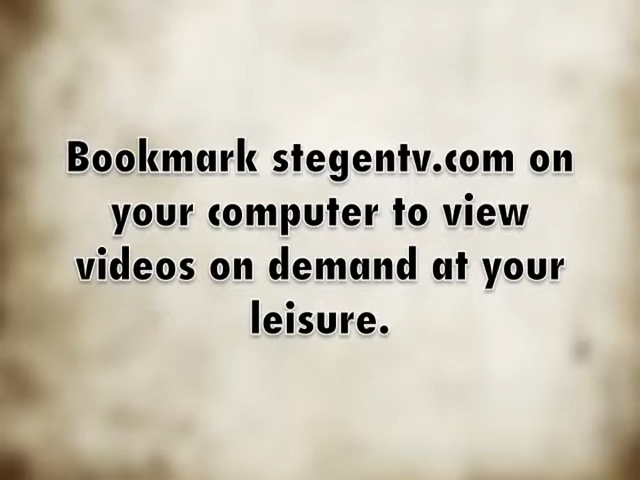 Bookmark stegentv.com on
your computer to view
videos on demand at your
leisure.